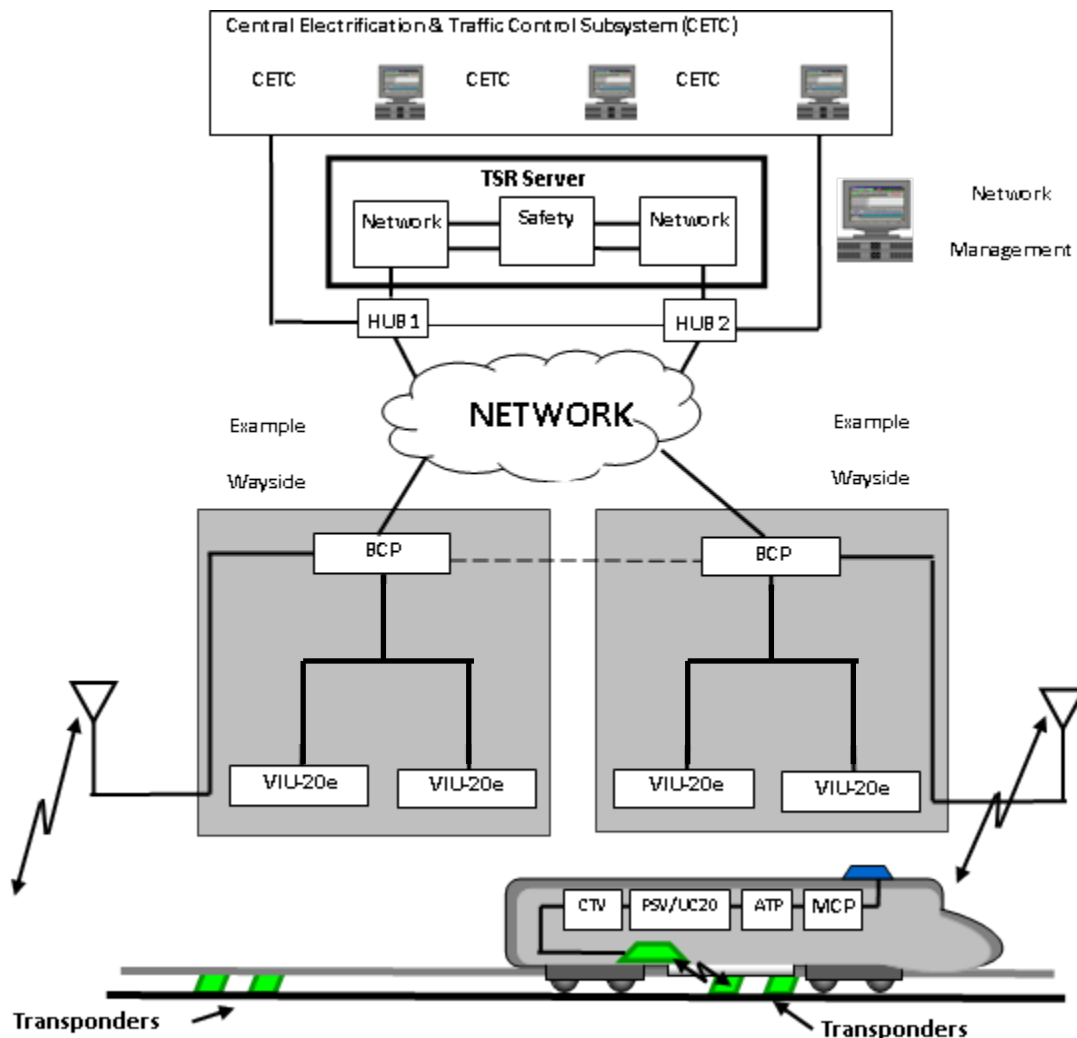 Central Electrification & Traffic Control Subsystem (CETC)
CETC CETC CETC
TSR Server
Network Safety Network
Network
Management
HUB 1 HUB 2
NETWORK
Example
Wayside
Example
Wayside
BCP BCP
VIU-20e VIU-20e VIU-20e VIU-20e
CTV PSV/UC20 ATP MCP
Transponders Transponders